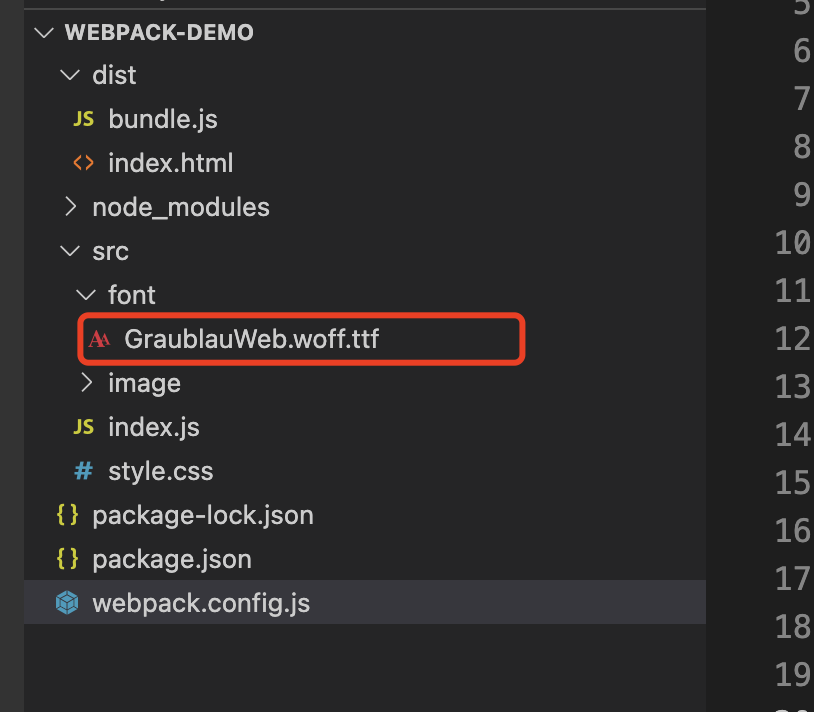 WEBPACK-DEMO
dist
JS bundle.js
<> index.html
node_modules
src
font
GraublauWeb.woff.ttf
image
JS index.js
# style.css
{} package-lock.json
{} package.json
webpack.config.js
5
6
7
8
9
10
11
12
13
14
15
16
17
18
19